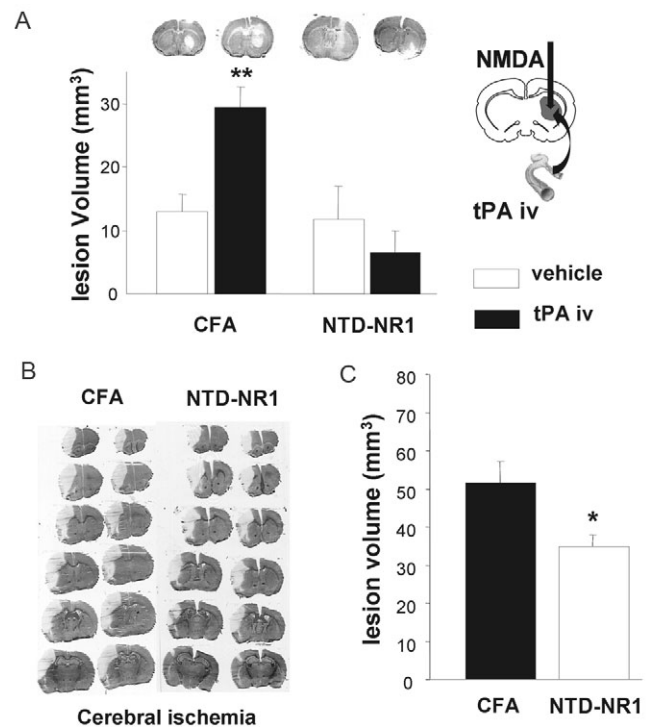 A
lesion Volume (mm³)
30
20
10
0
**
CFA
NTD-NR1
NMDA
tPA iv
vehicle
tPA iv
B
CFA
NTD-NR1
Cerebral ischemia
C
lesion volume (mm³)
80
70
60
50
40
30
20
10
0
*
CFA
NTD-NR1